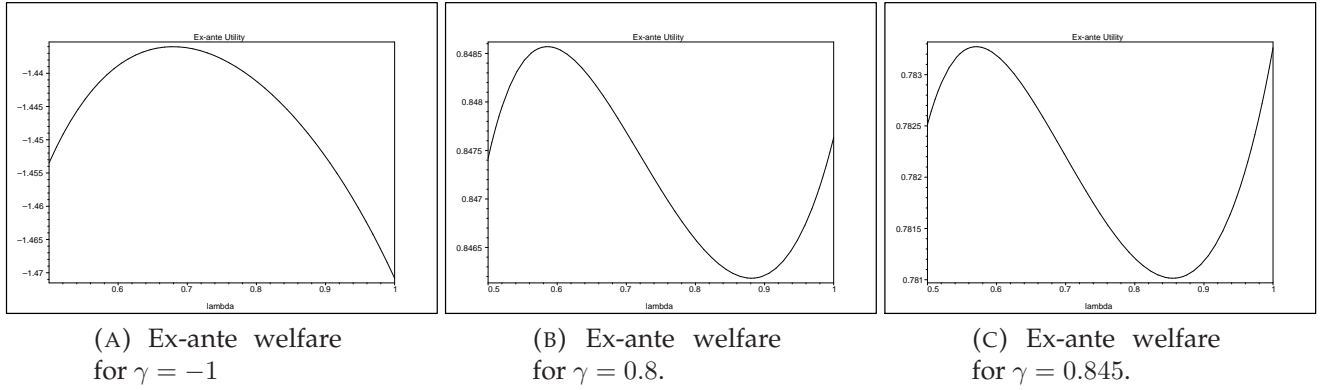 Ex-ante Utility
−1.44
−1.445
−1.45
−1.455
−1.46
−1.465
−1.47
0.6 0.7 0.8 0.9 1
lambda
(A) Ex-ante welfare
for γ = −1
Ex-ante Utility
0.8485
0.848
0.8475
0.847
0.8465
0.5 0.6 0.7 0.8 0.9 1
lambda
(B) Ex-ante welfare
for γ = 0.8.
Ex-ante Utility
0.783
0.7825
0.782
0.7815
0.781
0.5 0.6 0.7 0.8 0.9 1
lambda
(C) Ex-ante welfare
for γ = 0.845.